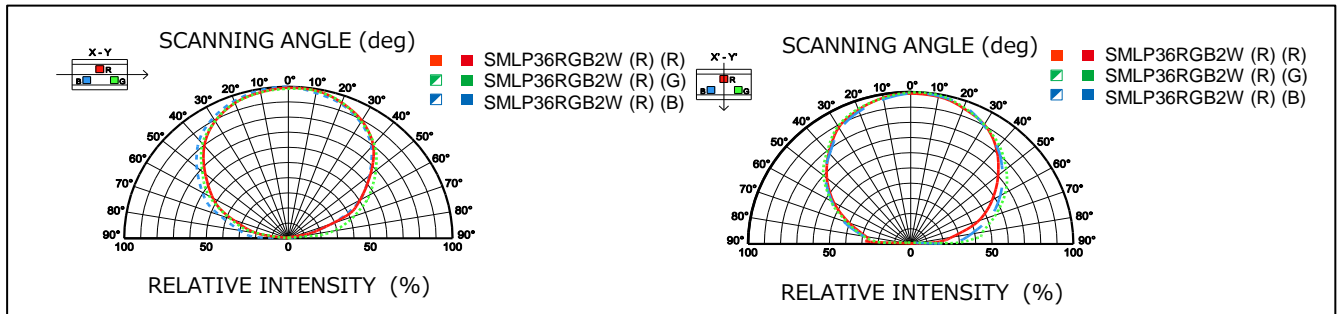 X - Y
R
B
G
SCANNING ANGLE (deg)
SMLP36RGB2W (R) (R)
SMLP36RGB2W (R) (G)
SMLP36RGB2W (R) (B)
0°
10° 10°
20° 20°
30° 30°
40° 40°
50° 50°
60° 60°
70° 70°
80° 80°
90° 90°
100 50 0 50 100
RELATIVE INTENSITY (%)
X' - Y'
R
B
G
SCANNING ANGLE (deg)
SMLP36RGB2W (R) (R)
SMLP36RGB2W (R) (G)
SMLP36RGB2W (R) (B)
0°
10° 10°
20° 20°
30° 30°
40° 40°
50° 50°
60° 60°
70° 70°
80° 80°
90° 90°
100 50 0 50 100
RELATIVE INTENSITY (%)